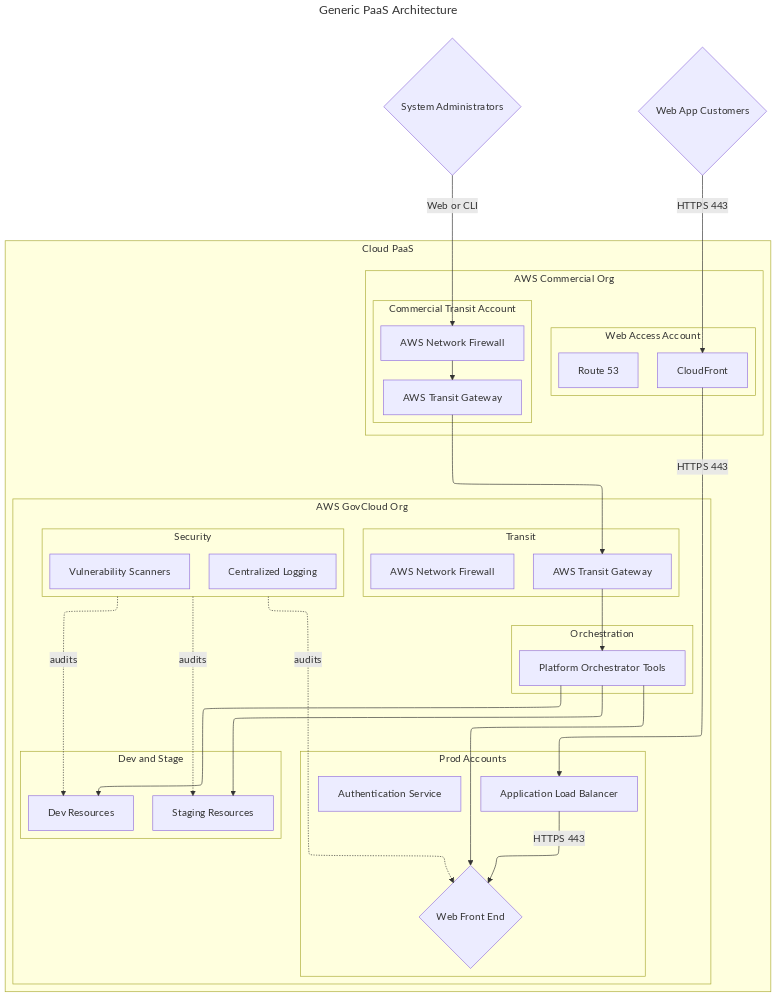 Generic PaaS Architecture
System Administrators
Web App Customers
Web or CLI
HTTPS 443
Cloud PaaS
AWS Commercial Org
Commercial Transit Account
AWS Network Firewall
AWS Transit Gateway
Web Access Account
Route 53
CloudFront
HTTPS 443
AWS GovCloud Org
Security
Vulnerability Scanners
Centralized Logging
Transit
AWS Network Firewall
AWS Transit Gateway
Orchestration
Platform Orchestrator Tools
audits
audits
audits
Dev and Stage
Dev Resources
Staging Resources
Prod Accounts
Authentication Service
Application Load Balancer
HTTPS 443
Web Front End